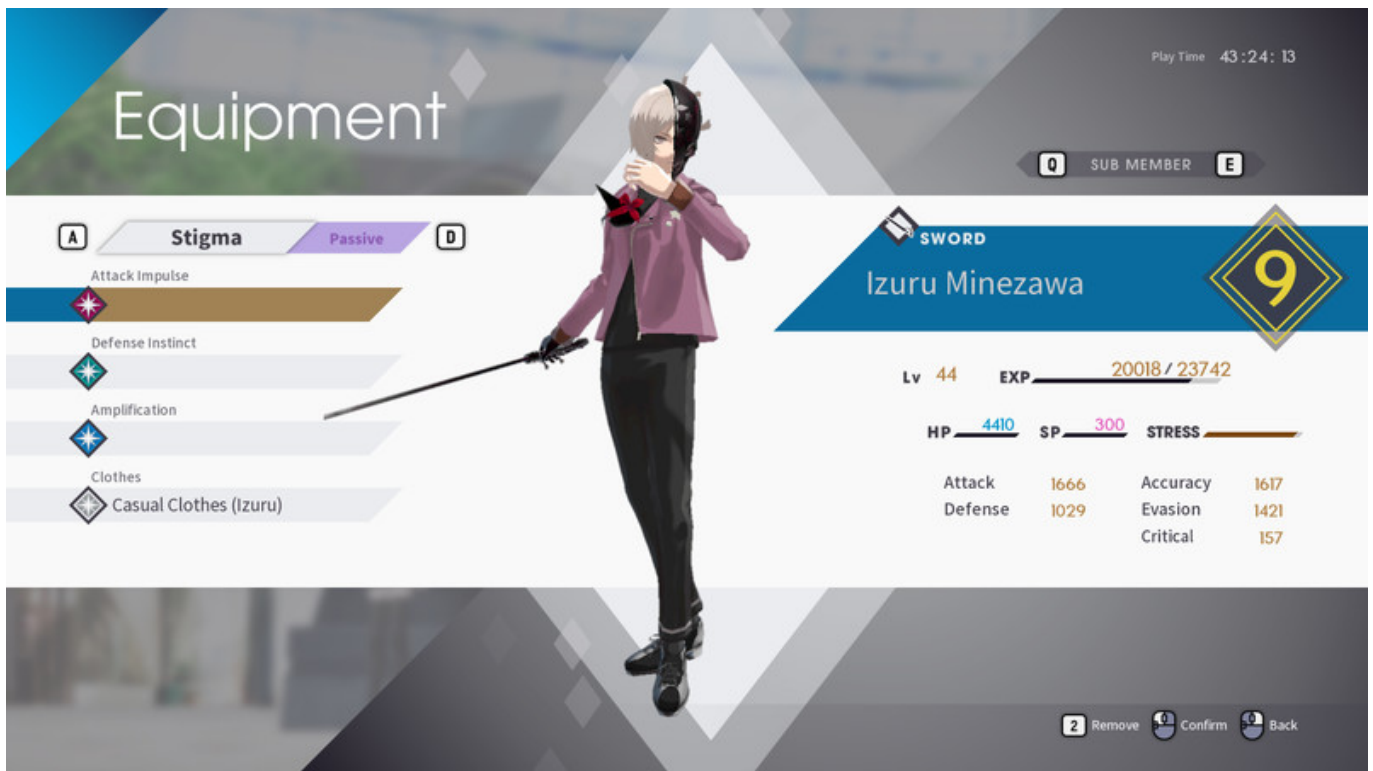 Play Time 43:24:13
Equipment
Q SUB MEMBER E
A Stigma Passive D
Attack Impulse
Defense Instinct
Amplification
Clothes
Casual Clothes (Izuru)
SWORD
Izuru Minezawa
9
Lv 44 EXP 20018 / 23742
HP 4410 SP 300 STRESS
Attack 1666 Accuracy 1617
Defense 1029 Evasion 1421
Critical 157
2 Remove Confirm Back